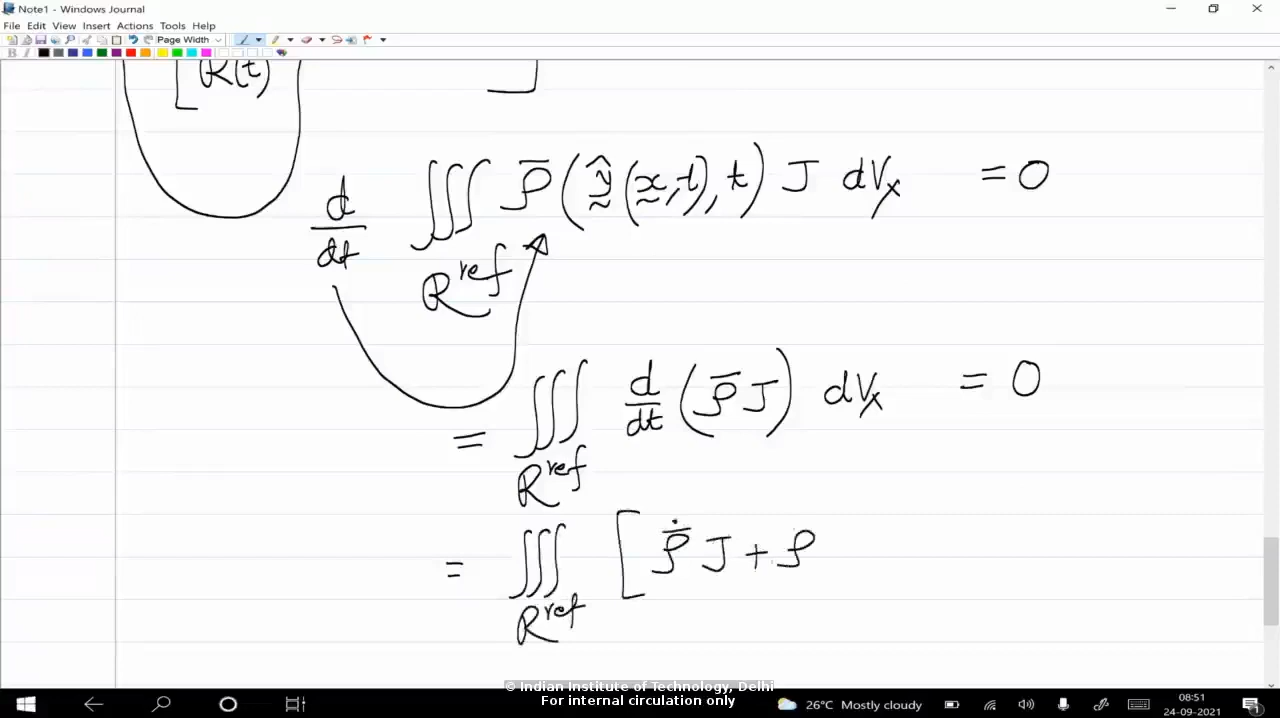 Note1 - Windows Journal
File Edit View Insert Actions Tools Help
Page Width
B I
R(t)
d/dt ∭_{R^ref} ρ̄(ŷ(x,t),t) J dV_x = 0
= ∭_{R^ref} d/dt (ρ̄ J) dV_x = 0
= ∭_{R^ref} [ρ̄̇ J + ρ
© Indian Institute of Technology, Delhi
For internal circulation only
26°C Mostly cloudy
08:51
24-09-2021
1